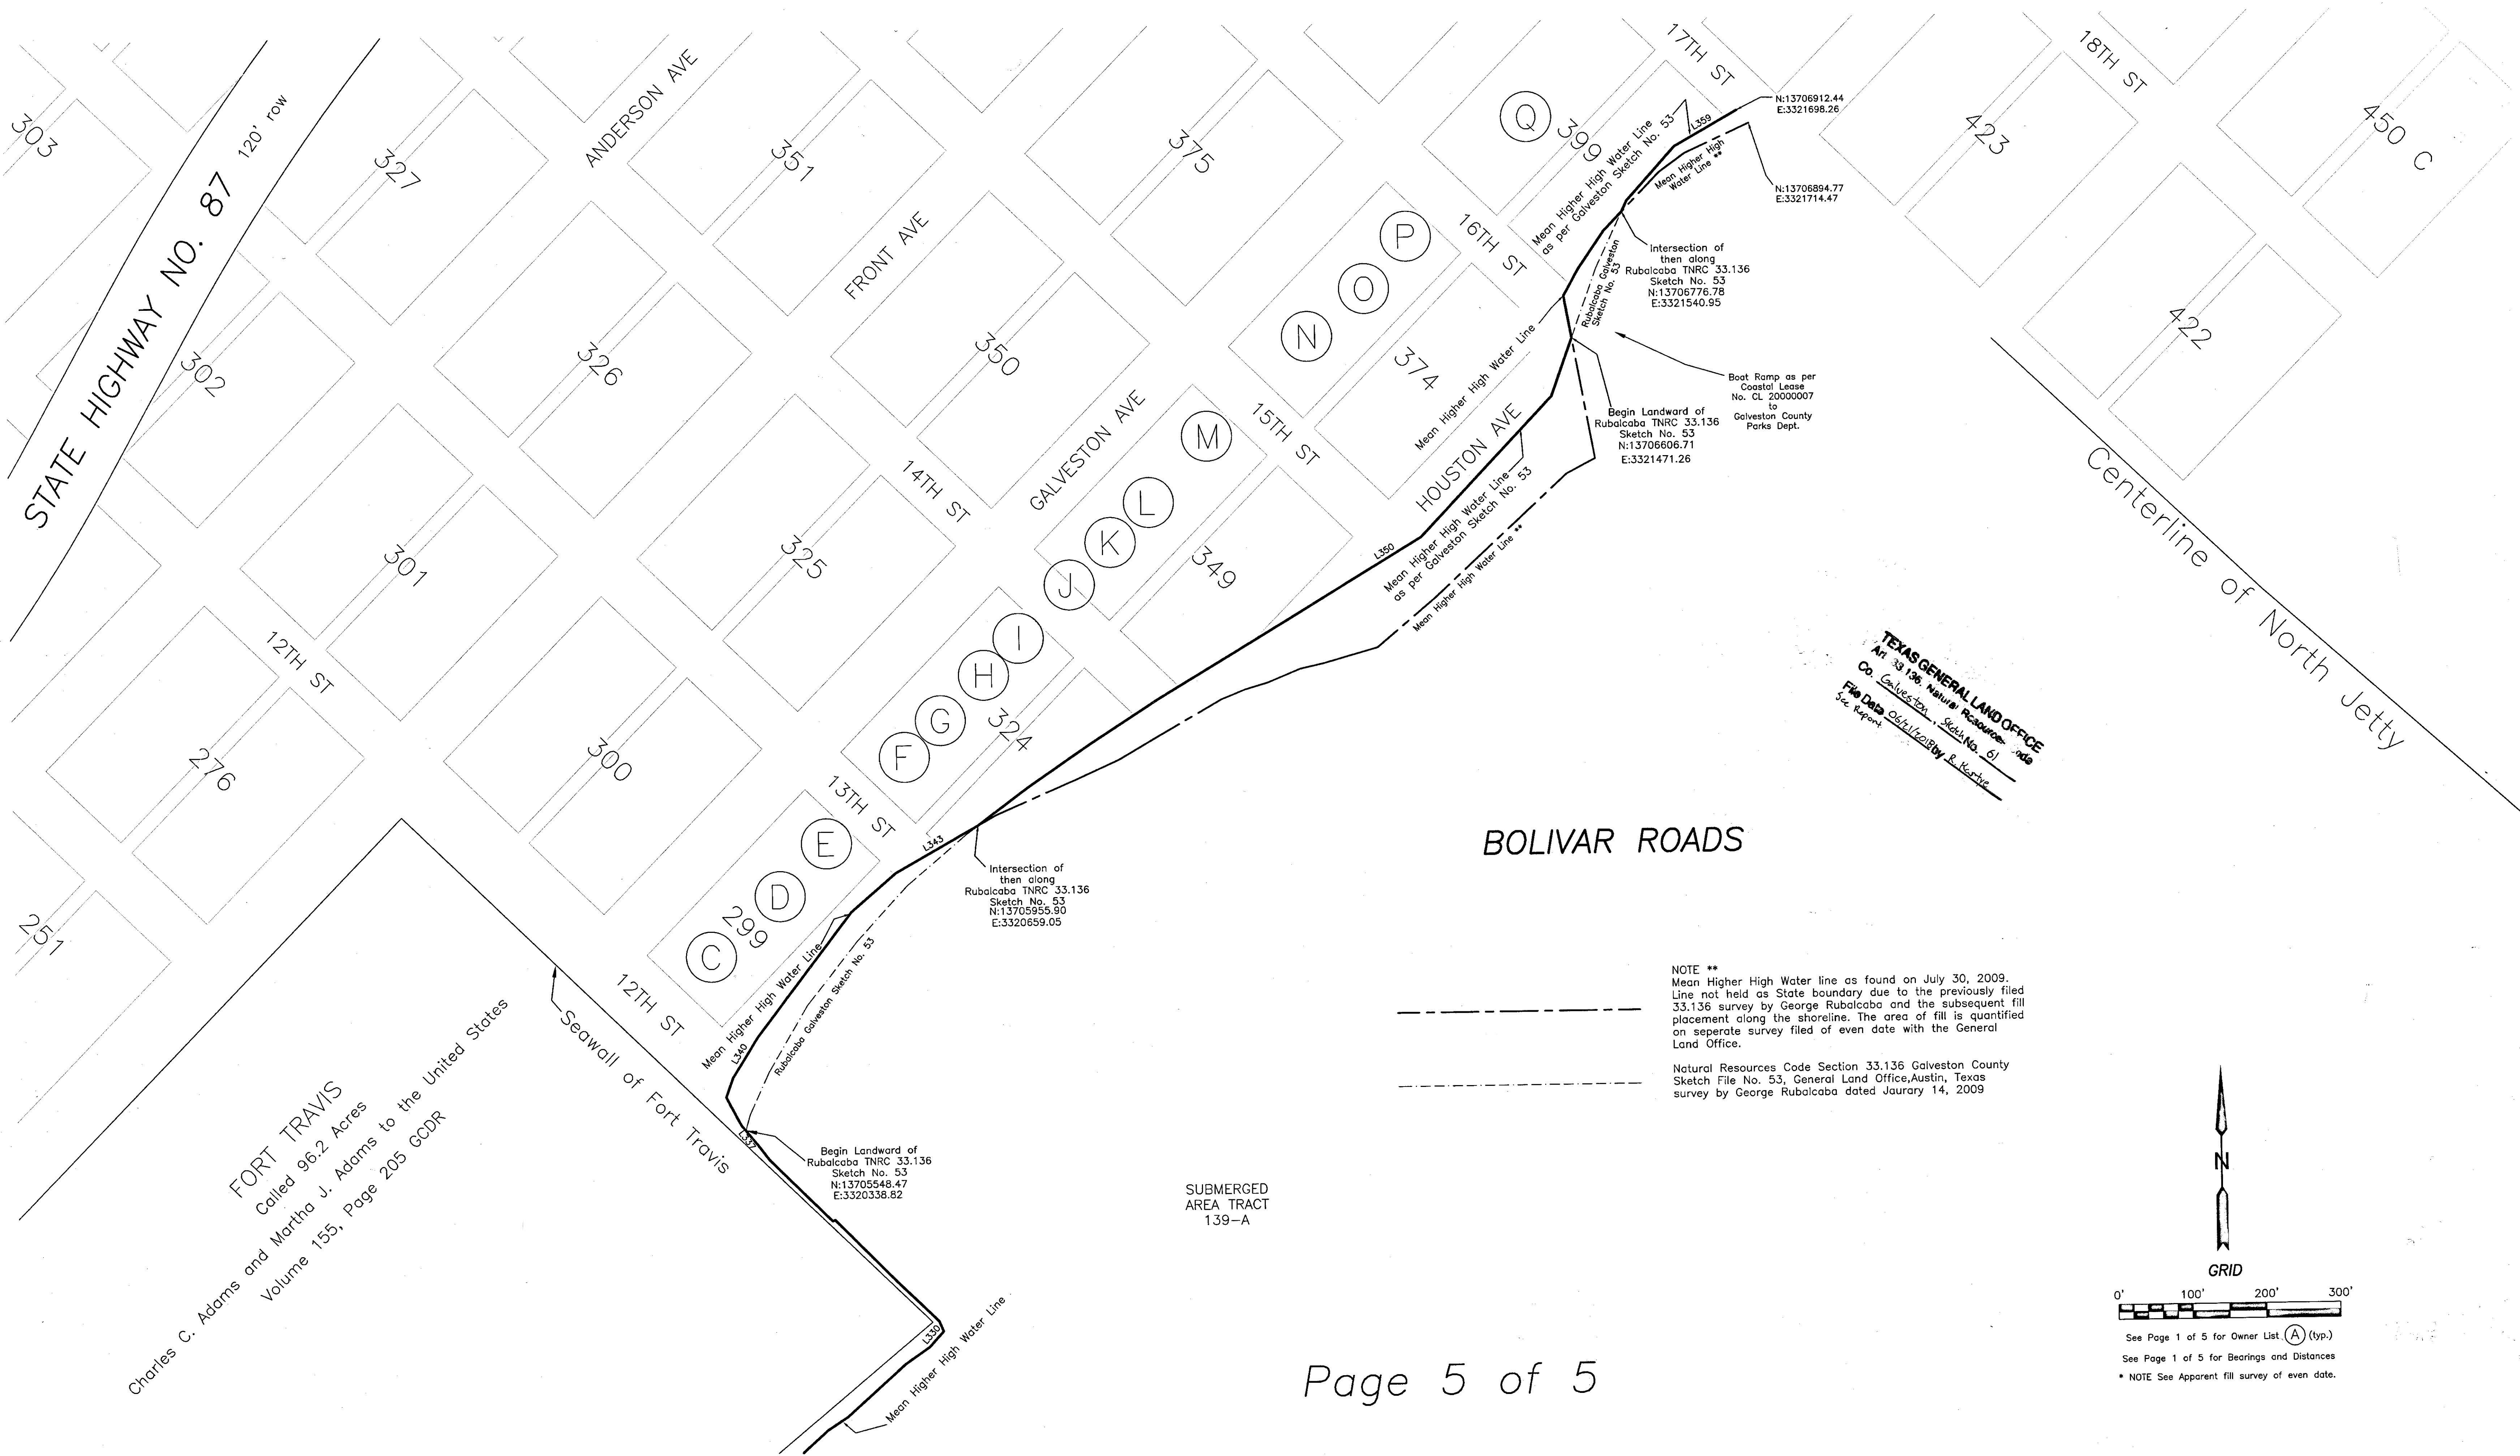 303
STATE HIGHWAY NO. 87
120' row
327
ANDERSON AVE
351
375
17TH ST
18TH ST
450 C
423
422
Q
399
N:13706912.44
E:3321698.26
L359
Mean Higher High Water Line
as per Galveston Sketch No. 53
Mean Higher High
Water Line **
N:13706894.77
E:3321714.47
302
326
FRONT AVE
350
N
O
P
16TH ST
374
Rubalcaba Galveston
Sketch No. 53
Intersection of
then along
Rubalcaba TNRC 33.136
Sketch No. 53
N:13706776.78
E:3321540.95
Mean Higher High Water Line
Boat Ramp as per
Coastal Lease
No. CL 20000007
to
Galveston County
Parks Dept.
Begin Landward of
Rubalcaba TNRC 33.136
Sketch No. 53
N:13706606.71
E:3321471.26
Centerline of North Jetty
HOUSTON AVE
Mean Higher High Water Line
as per Galveston Sketch No. 53
Mean Higher High Water Line **
L350
301
325
14TH ST
GALVESTON AVE
15TH ST
J
K
L
M
349
12TH ST
276
300
13TH ST
F
G
H
I
324
TEXAS GENERAL LAND OFFICE
Art. 33.136, Natural Resources Code
Co. Galveston, Sketch No. 61
File Date 06/21/2018 by R. Kostye
See Report
BOLIVAR ROADS
251
C
D
E
299
12TH ST
L343
Intersection of
then along
Rubalcaba TNRC 33.136
Sketch No. 53
N:13705955.90
E:3320659.05
Mean Higher High Water Line
Rubalcaba Galveston Sketch No. 53
L340
L337
Seawall of Fort Travis
FORT TRAVIS
Called 96.2 Acres
Charles C. Adams and Martha J. Adams to the United States
Volume 155, Page 205 GCDR
Begin Landward of
Rubalcaba TNRC 33.136
Sketch No. 53
N:13705548.47
E:3320338.82
L330
Mean Higher High Water Line
SUBMERGED
AREA TRACT
139-A
NOTE **
Mean Higher High Water line as found on July 30, 2009.
Line not held as State boundary due to the previously filed
33.136 survey by George Rubalcaba and the subsequent fill
placement along the shoreline. The area of fill is quantified
on seperate survey filed of even date with the General
Land Office.
Natural Resources Code Section 33.136 Galveston County
Sketch File No. 53, General Land Office,Austin, Texas
survey by George Rubalcaba dated Jaurary 14, 2009
N
GRID
0' 100' 200' 300'
See Page 1 of 5 for Owner List A (typ.)
See Page 1 of 5 for Bearings and Distances
* NOTE See Apparent fill survey of even date.
Page 5 of 5